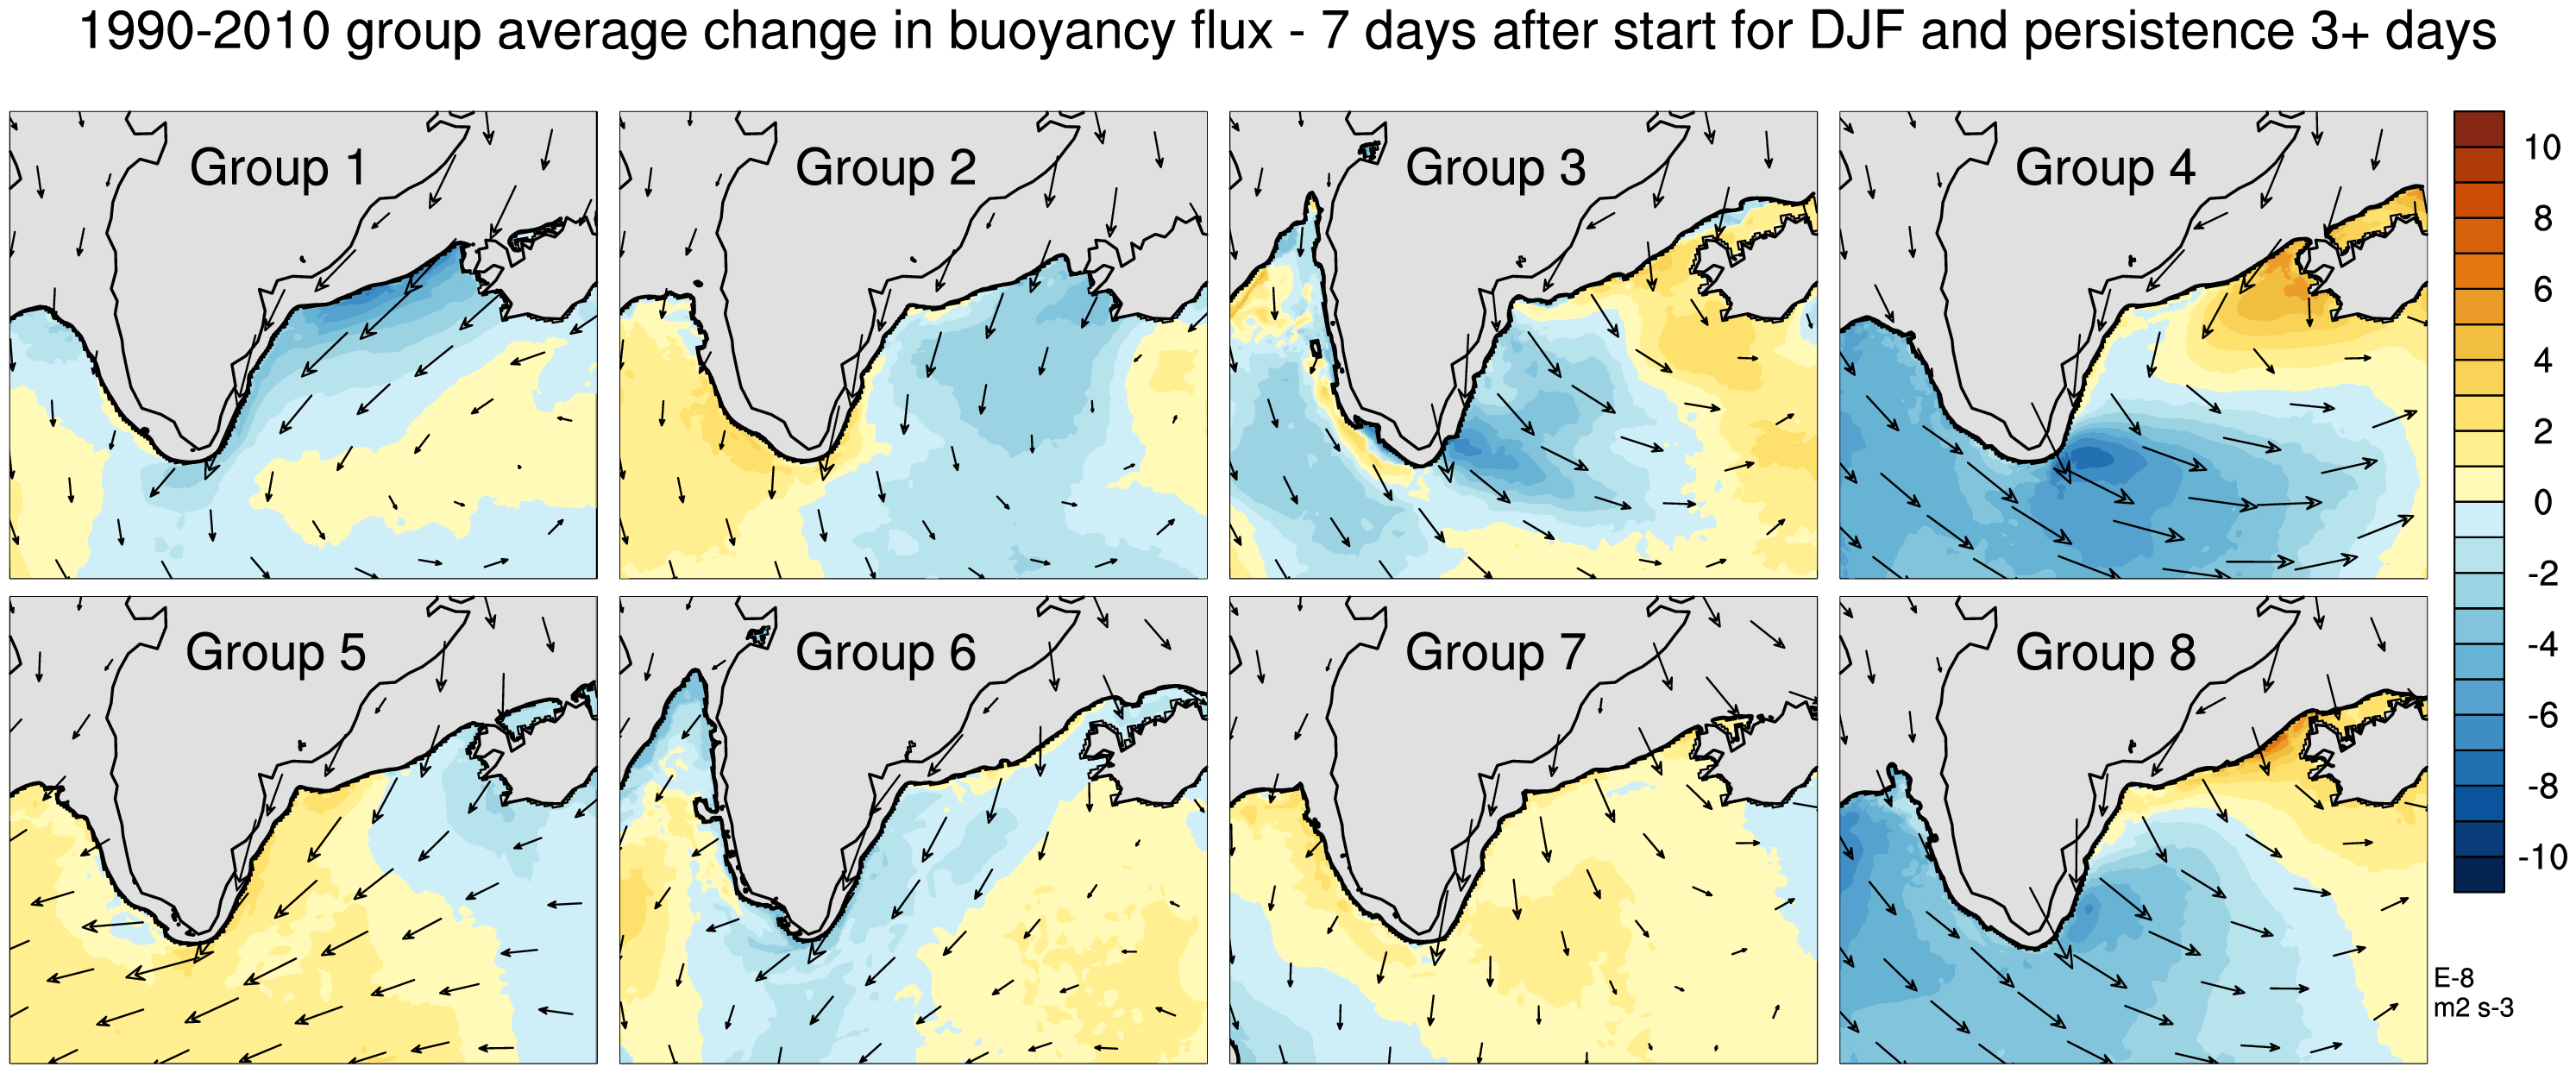 1990-2010 group average change in buoyancy flux - 7 days after start for DJF and persistence 3+ days
Group 1
Group 2
Group 3
Group 4
Group 5
Group 6
Group 7
Group 8
10
8
6
4
2
0
-2
-4
-6
-8
-10
E-8
m2 s-3